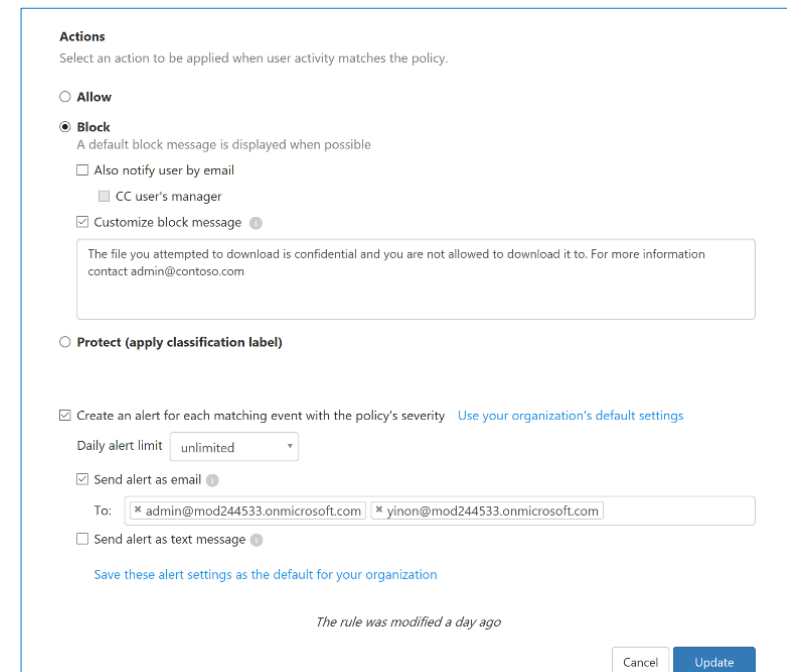 Actions
Select an action to be applied when user activity matches the policy.
Allow
Block
A default block message is displayed when possible
Also notify user by email
CC user's manager
Customize block message
The file you attempted to download is confidential and you are not allowed to download it to. For more information
contact admin@contoso.com
Protect (apply classification label)
Create an alert for each matching event with the policy's severity Use your organization's default settings
Daily alert limit unlimited
Send alert as email
To: × admin@mod244533.onmicrosoft.com × yinon@mod244533.onmicrosoft.com
Send alert as text message
Save these alert settings as the default for your organization
The rule was modified a day ago
Cancel Update